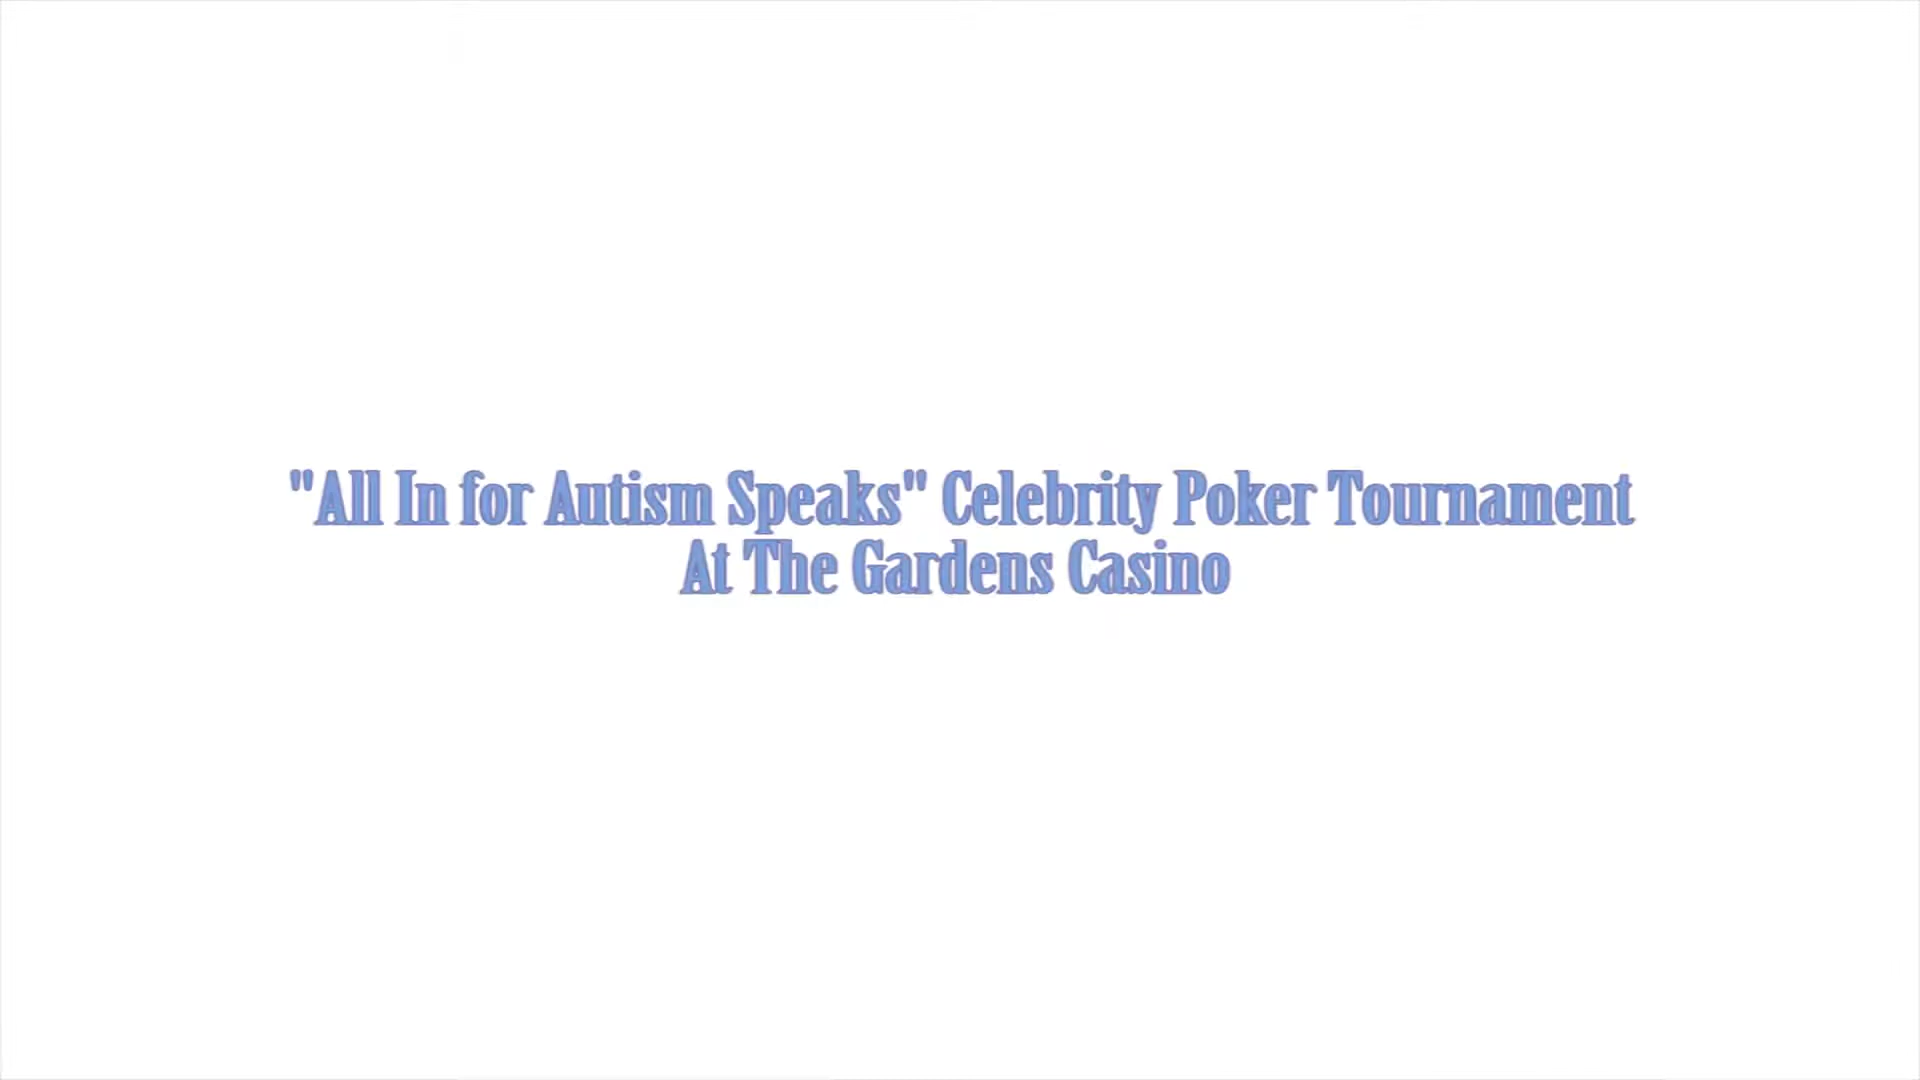 "All In for Autism Speaks" Celebrity Poker Tournament
At The Gardens Casino